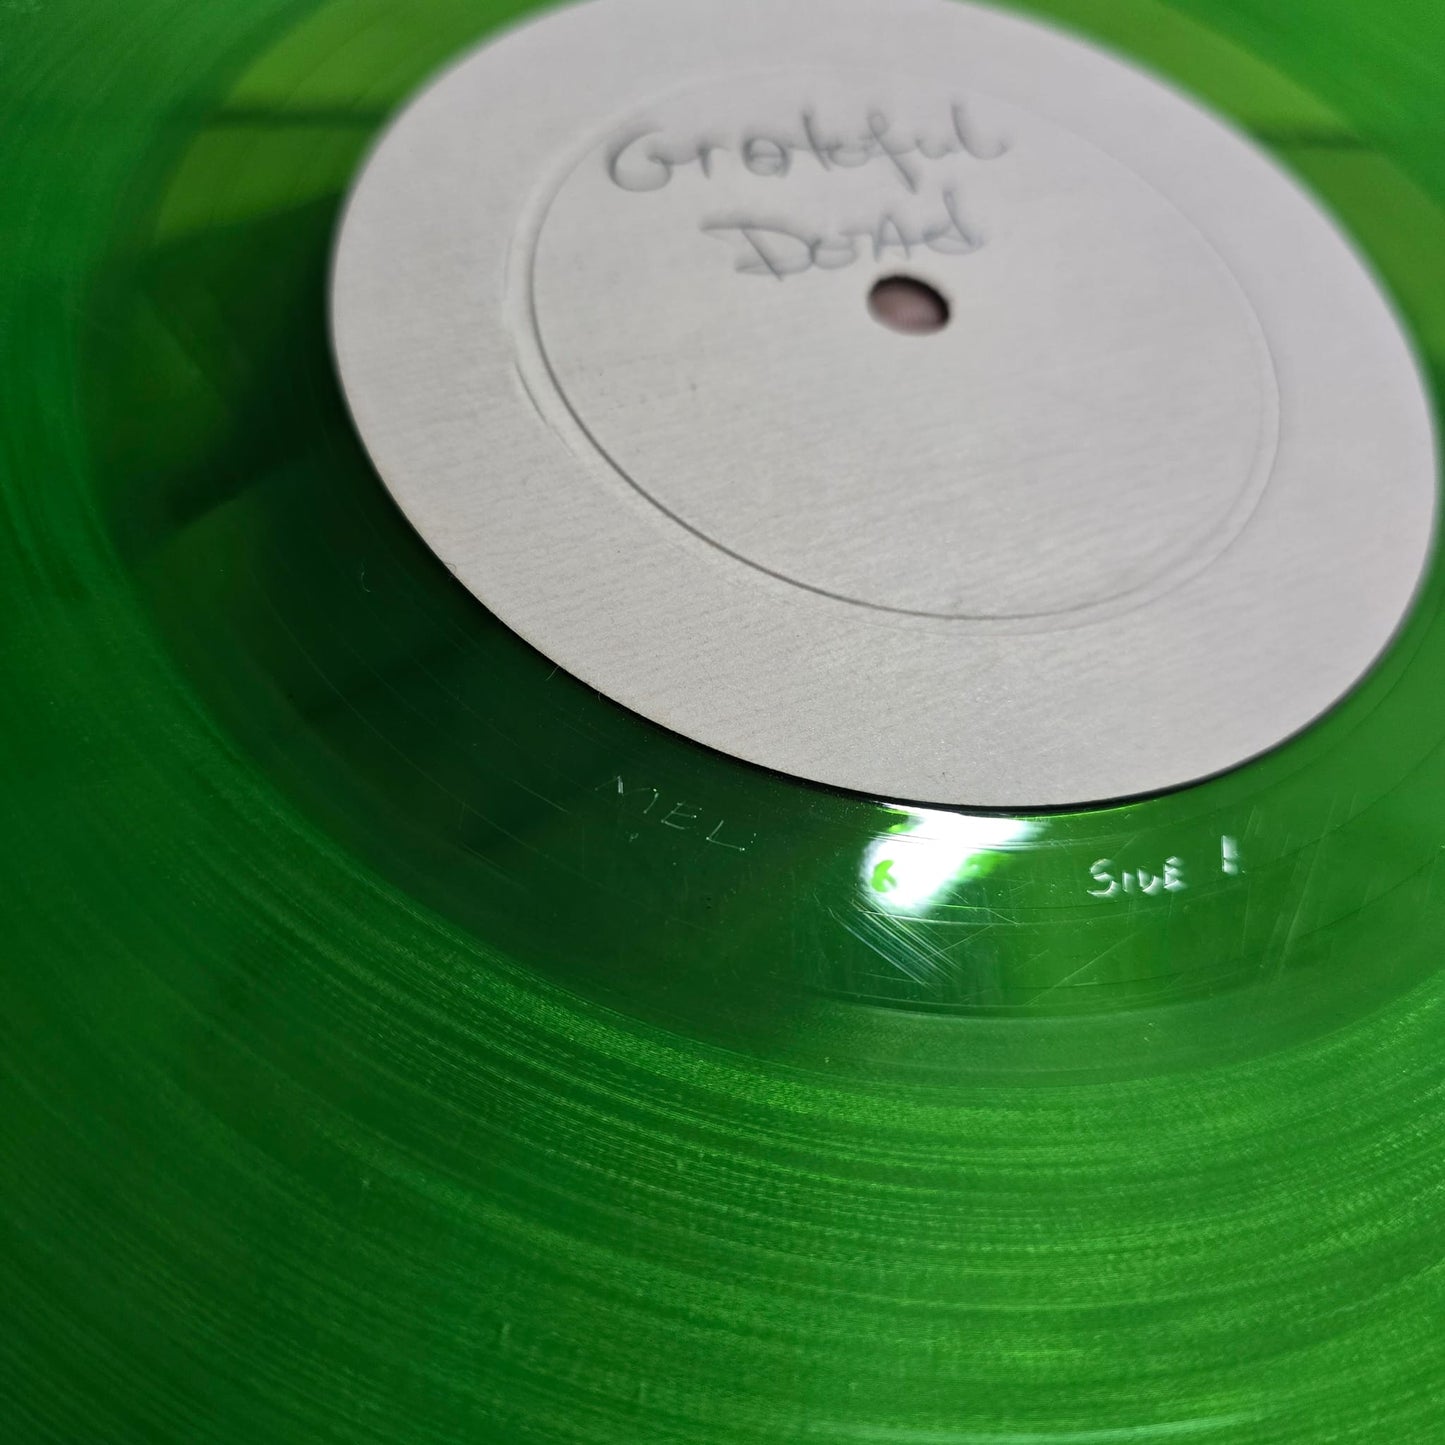 Grateful
DeAd
MEL
SIDE 1